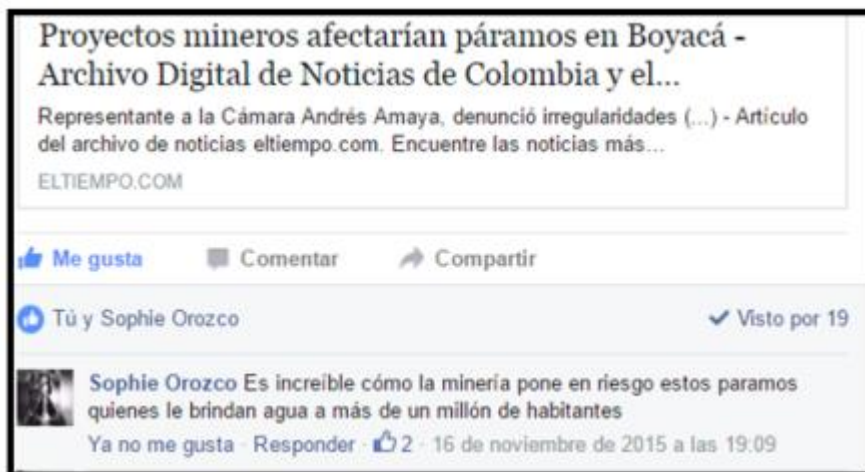 Proyectos mineros afectarían páramos en Boyacá -
Archivo Digital de Noticias de Colombia y el...
Representante a la Cámara Andrés Amaya, denunció irregularidades (...) - Artículo
del archivo de noticias eltiempo.com. Encuentre las noticias más...
ELTIEMPO.COM
Me gusta Comentar Compartir
Tú y Sophie Orozco Visto por 19
Sophie Orozco Es increíble cómo la minería pone en riesgo estos paramos
quienes le brindan agua a más de un millón de habitantes
Ya no me gusta · Responder · 2 · 16 de noviembre de 2015 a las 19:09